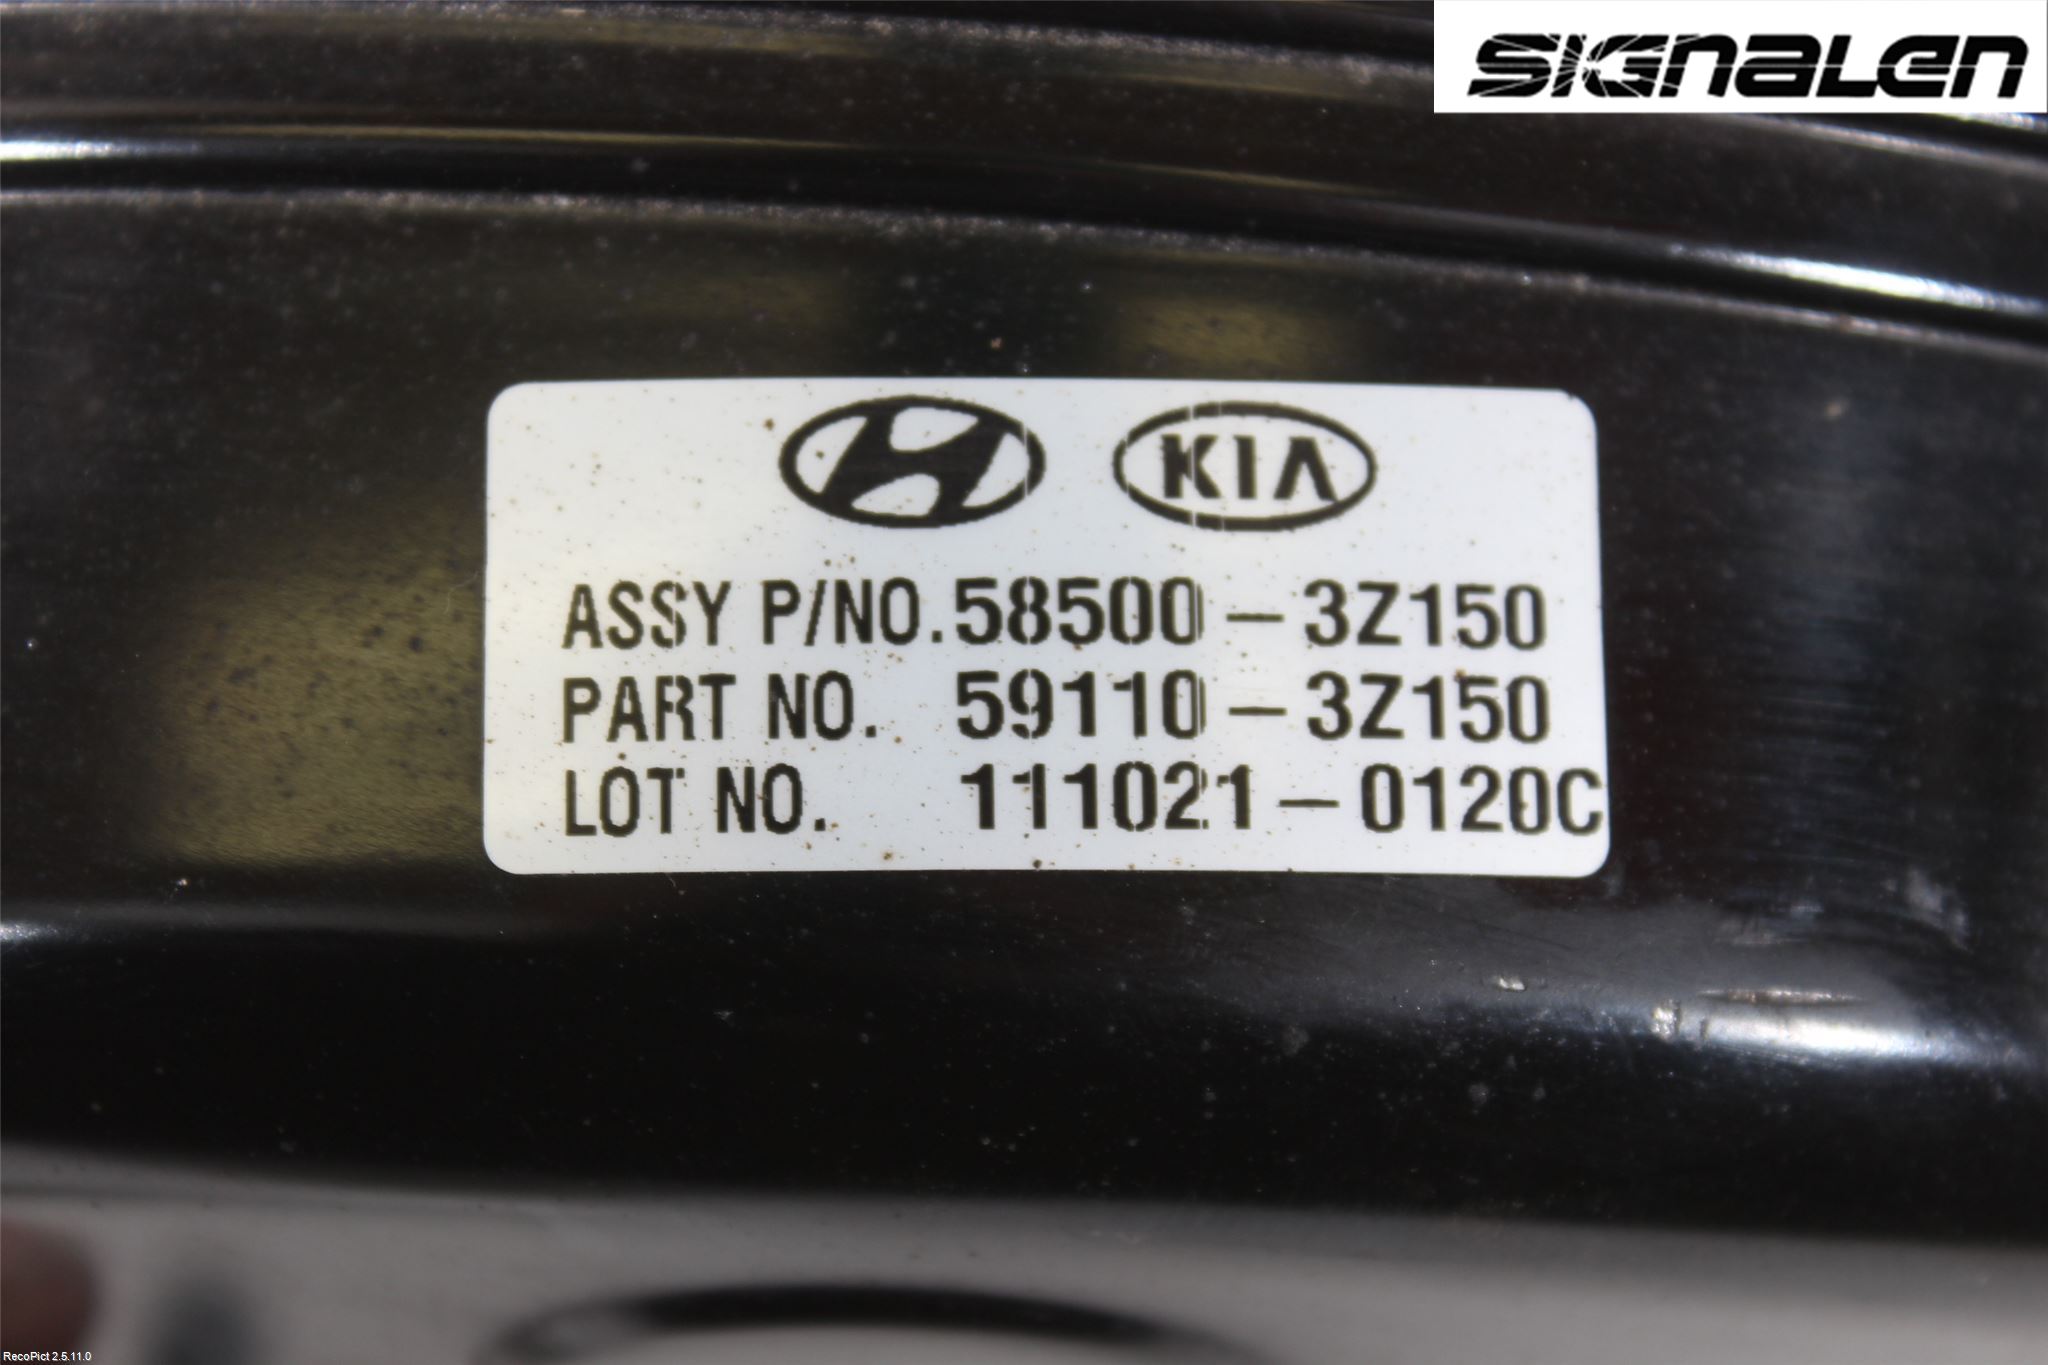 SIGNALEN
KIA
ASSY P/NO. 58500-3Z150
PART NO. 59110-3Z150
LOT NO. 111021-0120C
RecoPict 2.5.11.0